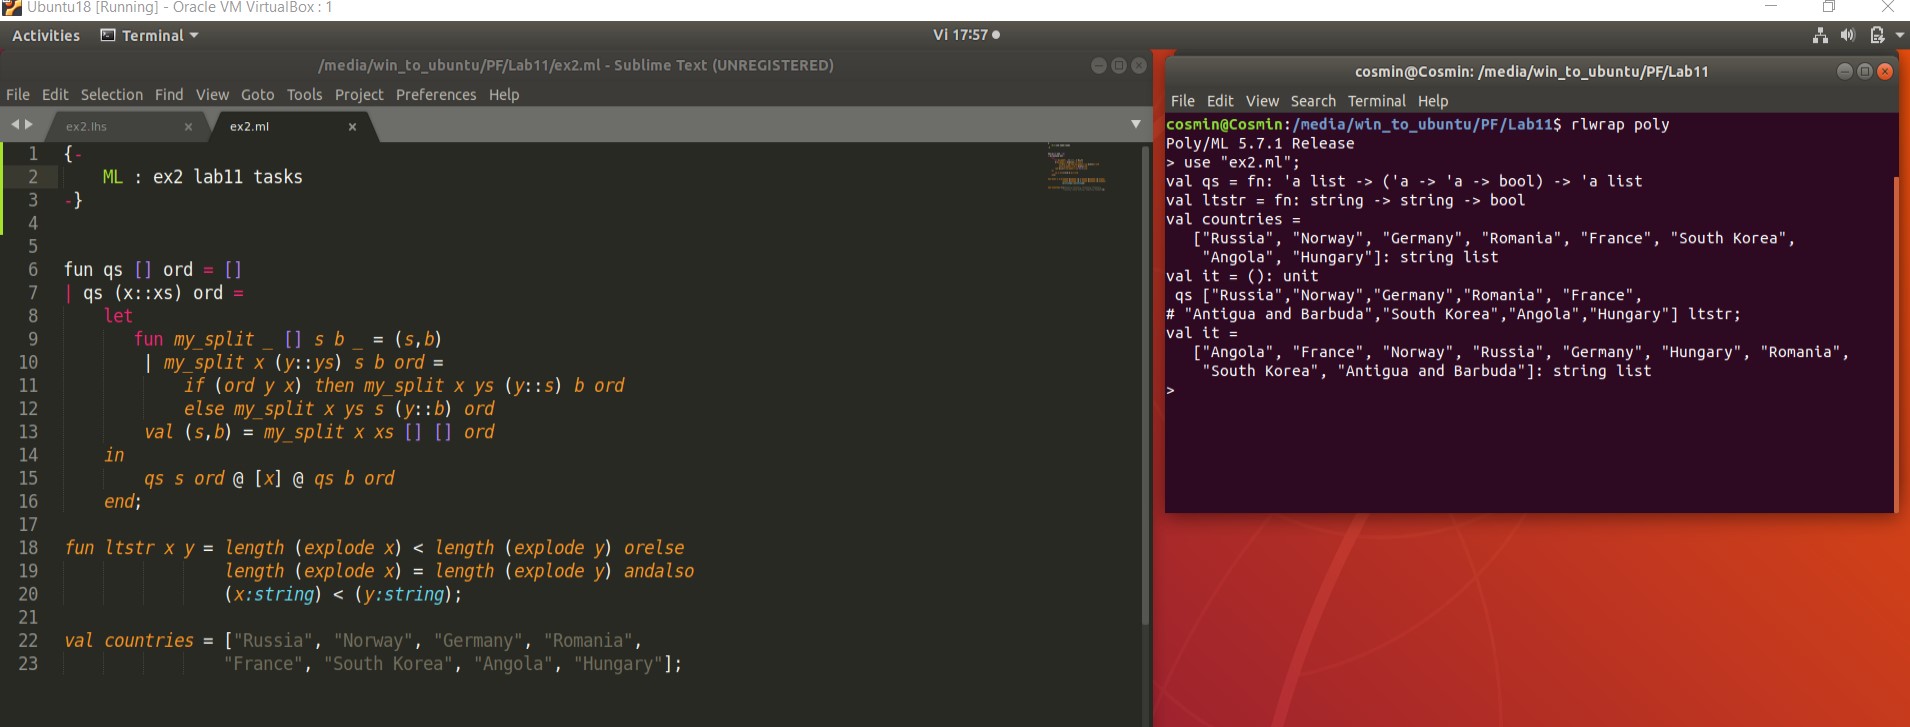 Ubuntu18 [Running] - Oracle VM VirtualBox : 1
Activities Terminal Vi 17:57
/media/win_to_ubuntu/PF/Lab11/ex2.ml - Sublime Text (UNREGISTERED)
File Edit Selection Find View Goto Tools Project Preferences Help
ex2.lhs × ex2.ml ×
1 {-
2 ML : ex2 lab11 tasks
3 -}
4
5
6 fun qs [] ord = []
7 | qs (x::xs) ord =
8 let
9 fun my_split _ [] s b _ = (s,b)
10 | my_split x (y::ys) s b ord =
11 if (ord y x) then my_split x ys (y::s) b ord
12 else my_split x ys s (y::b) ord
13 val (s,b) = my_split x xs [] [] ord
14 in
15 qs s ord @ [x] @ qs b ord
16 end;
17
18 fun ltstr x y = length (explode x) < length (explode y) orelse
19 length (explode x) = length (explode y) andalso
20 (x:string) < (y:string);
21
22 val countries = ["Russia", "Norway", "Germany", "Romania",
23 "France", "South Korea", "Angola", "Hungary"];
cosmin@Cosmin: /media/win_to_ubuntu/PF/Lab11
File Edit View Search Terminal Help
cosmin@Cosmin:/media/win_to_ubuntu/PF/Lab11$ rlwrap poly
Poly/ML 5.7.1 Release
> use "ex2.ml";
val qs = fn: 'a list -> ('a -> 'a -> bool) -> 'a list
val ltstr = fn: string -> string -> bool
val countries =
["Russia", "Norway", "Germany", "Romania", "France", "South Korea",
"Angola", "Hungary"]: string list
val it = (): unit
qs ["Russia","Norway","Germany","Romania", "France",
# "Antigua and Barbuda","South Korea","Angola","Hungary"] ltstr;
val it =
["Angola", "France", "Norway", "Russia", "Germany", "Hungary", "Romania",
"South Korea", "Antigua and Barbuda"]: string list
>